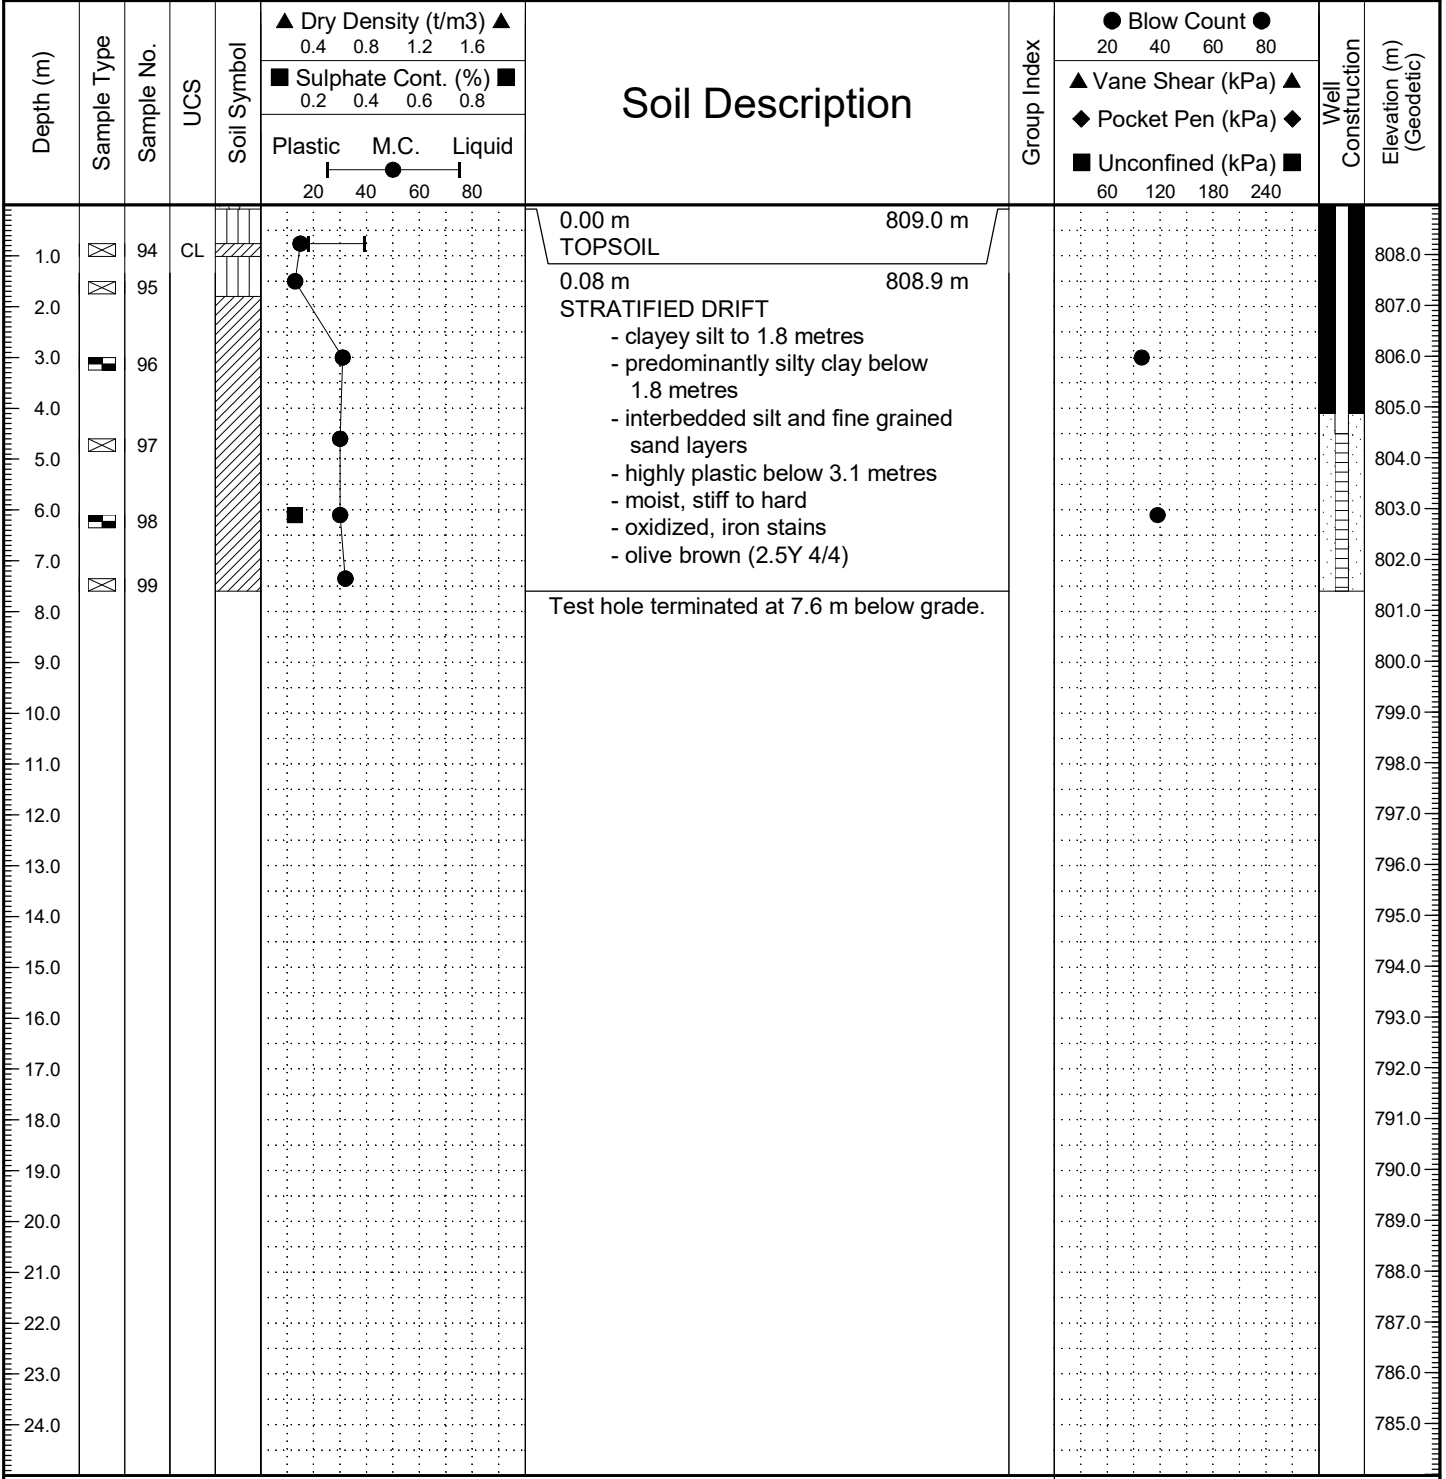 Depth (m)
Sample Type
Sample No.
UCS
Soil Symbol
▲ Dry Density (t/m3) ▲
0.4 0.8 1.2 1.6
■ Sulphate Cont. (%) ■
0.2 0.4 0.6 0.8
Plastic M.C. Liquid
20 40 60 80
Soil Description
Group Index
● Blow Count ●
20 40 60 80
▲ Vane Shear (kPa) ▲
◆ Pocket Pen (kPa) ◆
■ Unconfined (kPa) ■
60 120 180 240
Well
Construction
Elevation (m)
(Geodetic)
0.00 m 809.0 m
TOPSOIL
1.0 94 CL 808.0
0.08 m 808.9 m
95
STRATIFIED DRIFT
2.0 807.0
- clayey silt to 1.8 metres
3.0 96 806.0
- predominantly silty clay below
1.8 metres
4.0 805.0
- interbedded silt and fine grained
sand layers
97
5.0 804.0
- highly plastic below 3.1 metres
- moist, stiff to hard
6.0 98 803.0
- oxidized, iron stains
- olive brown (2.5Y 4/4)
7.0 802.0
99
8.0 801.0
Test hole terminated at 7.6 m below grade.
9.0 800.0
10.0 799.0
11.0 798.0
12.0 797.0
13.0 796.0
14.0 795.0
15.0 794.0
16.0 793.0
17.0 792.0
18.0 791.0
19.0 790.0
20.0 789.0
21.0 788.0
22.0 787.0
23.0 786.0
24.0 785.0